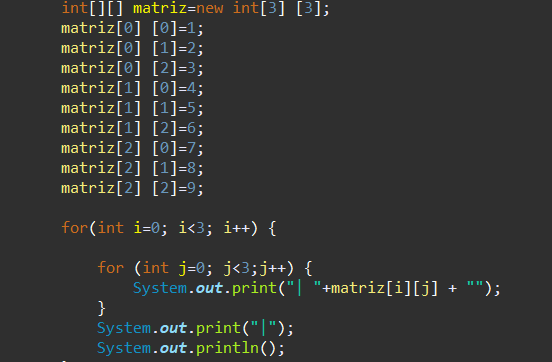 int[][] matriz=new int[3] [3];
matriz[0] [0]=1;
matriz[0] [1]=2;
matriz[0] [2]=3;
matriz[1] [0]=4;
matriz[1] [1]=5;
matriz[1] [2]=6;
matriz[2] [0]=7;
matriz[2] [1]=8;
matriz[2] [2]=9;
for(int i=0; i<3; i++) {
for (int j=0; j<3;j++) {
System.out.print("| "+matriz[i][j] + "");
}
System.out.print("|");
System.out.println();